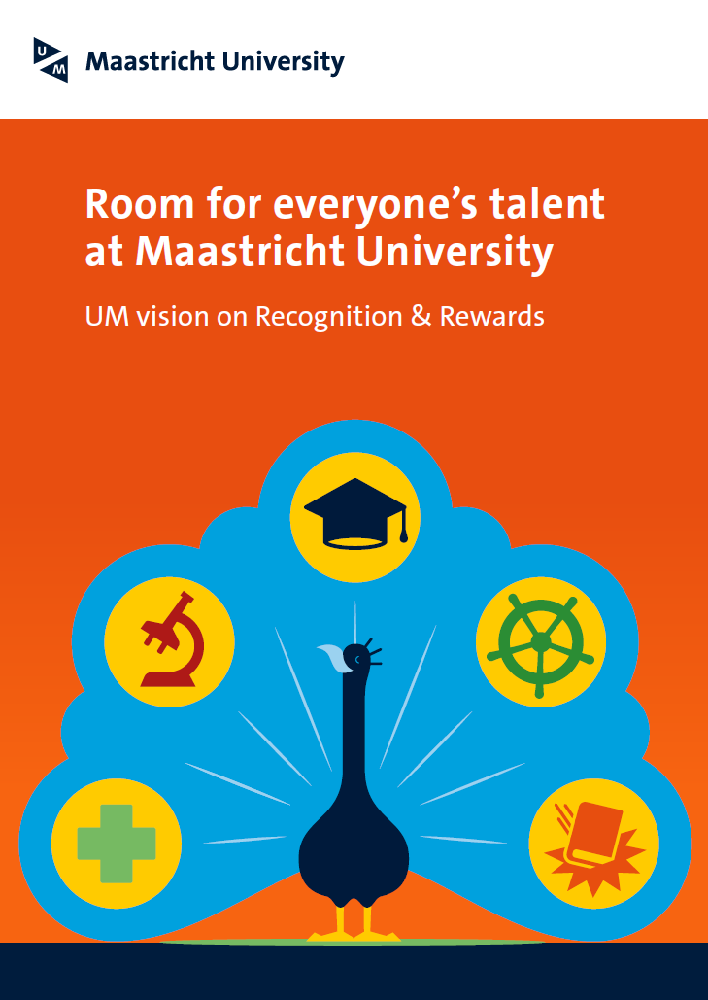 U
M
Maastricht University
Room for everyone’s talent
at Maastricht University
UM vision on Recognition & Rewards